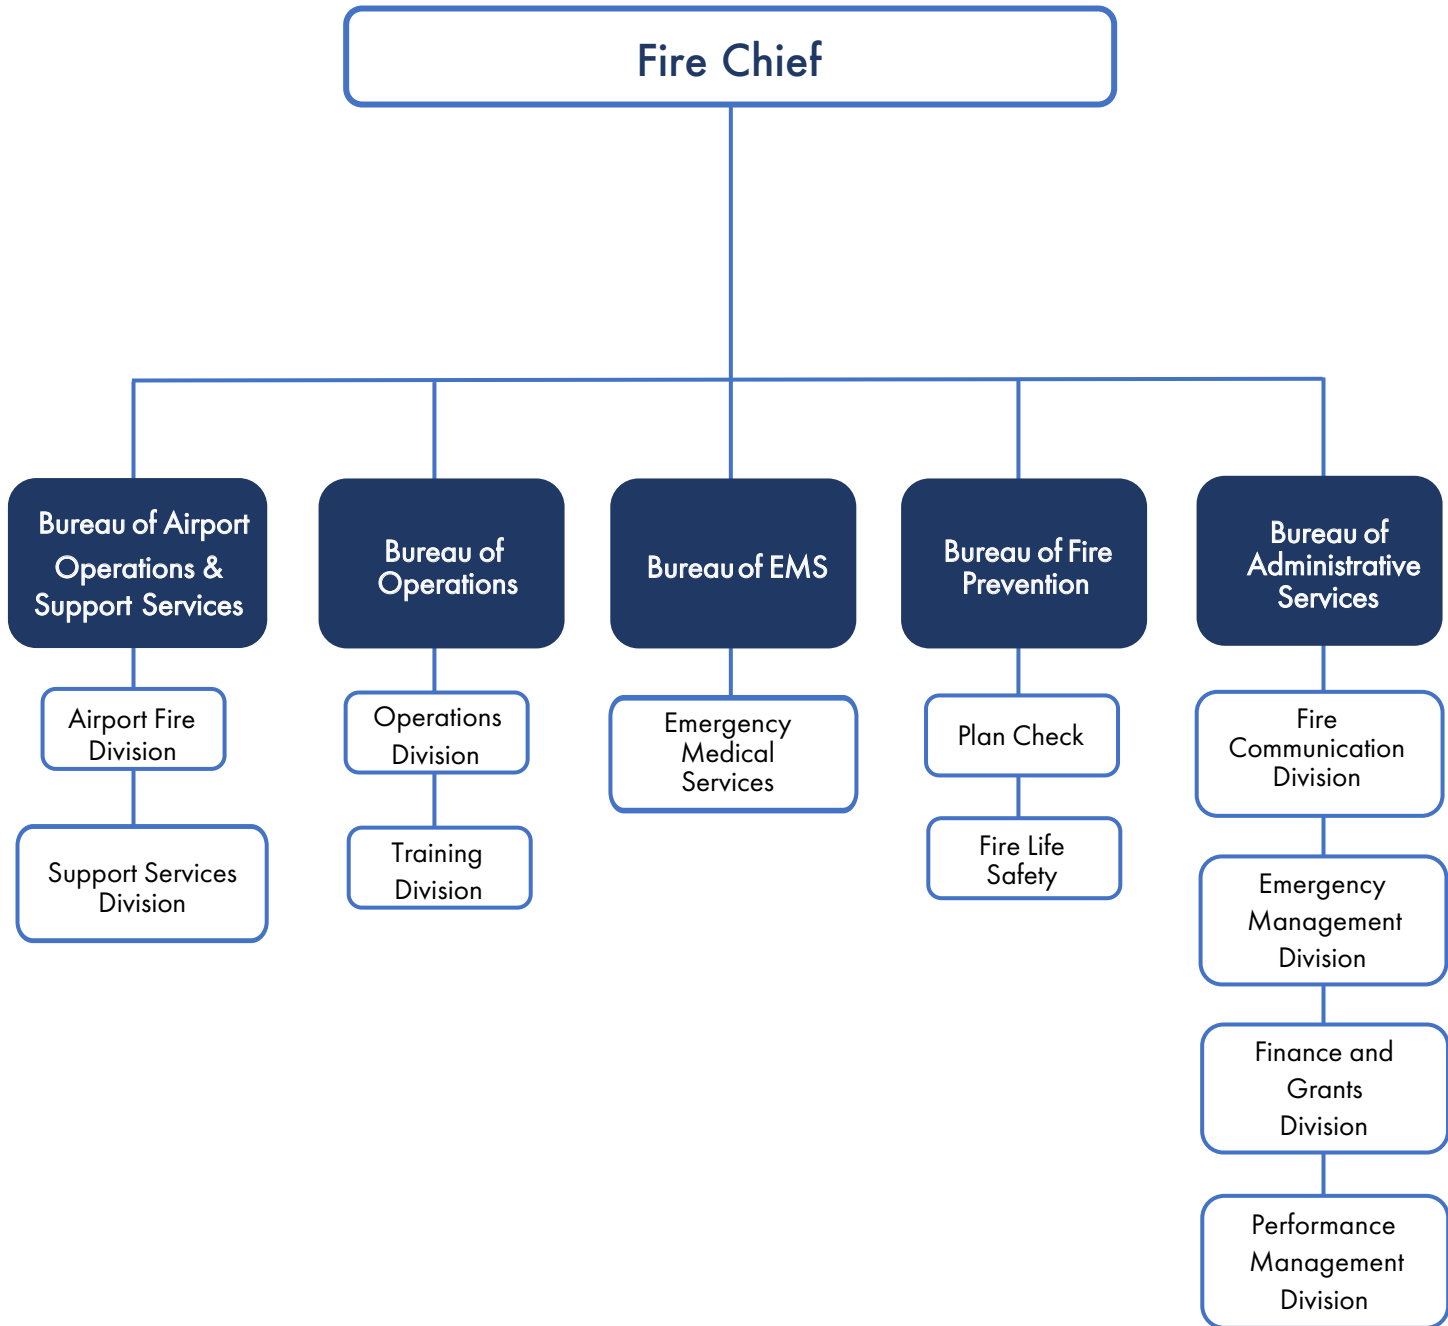 Fire Chief
Bureau of Airport
Operations &
Support Services
Bureau of
Operations
Bureau of EMS
Bureau of Fire
Prevention
Bureau of
Administrative
Services
Airport Fire
Division
Support Services
Division
Operations
Division
Training
Division
Emergency
Medical
Services
Plan Check
Fire Life
Safety
Fire
Communication
Division
Emergency
Management
Division
Finance and
Grants
Division
Performance
Management
Division